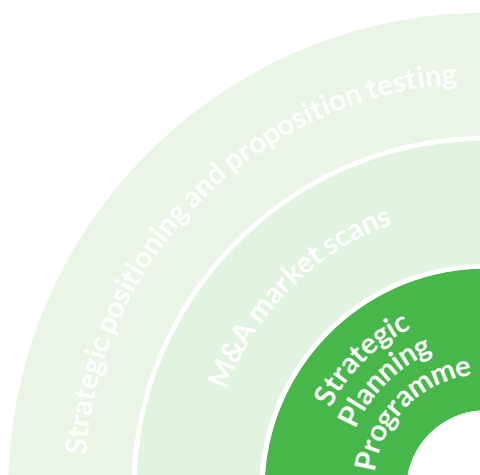 Strategic positioning and proposition testing
M&A market scans
Strategic
Planning
Programme